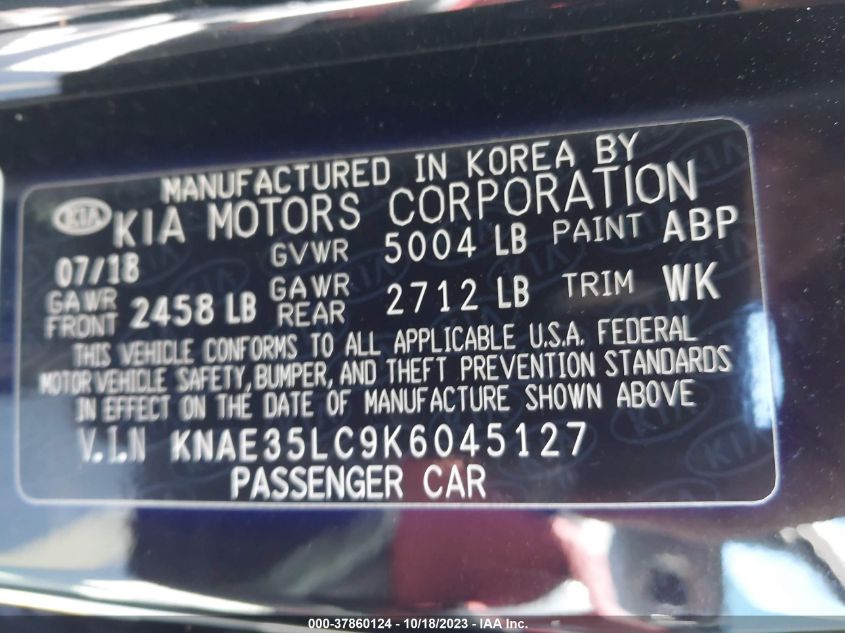 MANUFACTURED IN KOREA BY
KIA KIA MOTORS CORPORATION
07/18 GVWR 5004 LB PAINT ABP
GAWR FRONT 2458 LB GAWR REAR 2712 LB TRIM WK
THIS VEHICLE CONFORMS TO ALL APPLICABLE U.S.A. FEDERAL
MOTOR VEHICLE SAFETY, BUMPER, AND THEFT PREVENTION STANDARDS
IN EFFECT ON THE DATE OF MANUFACTURE SHOWN ABOVE
V.I.N KNAE35LC9K6045127
PASSENGER CAR
000-37860124 - 10/18/2023 - IAA Inc.